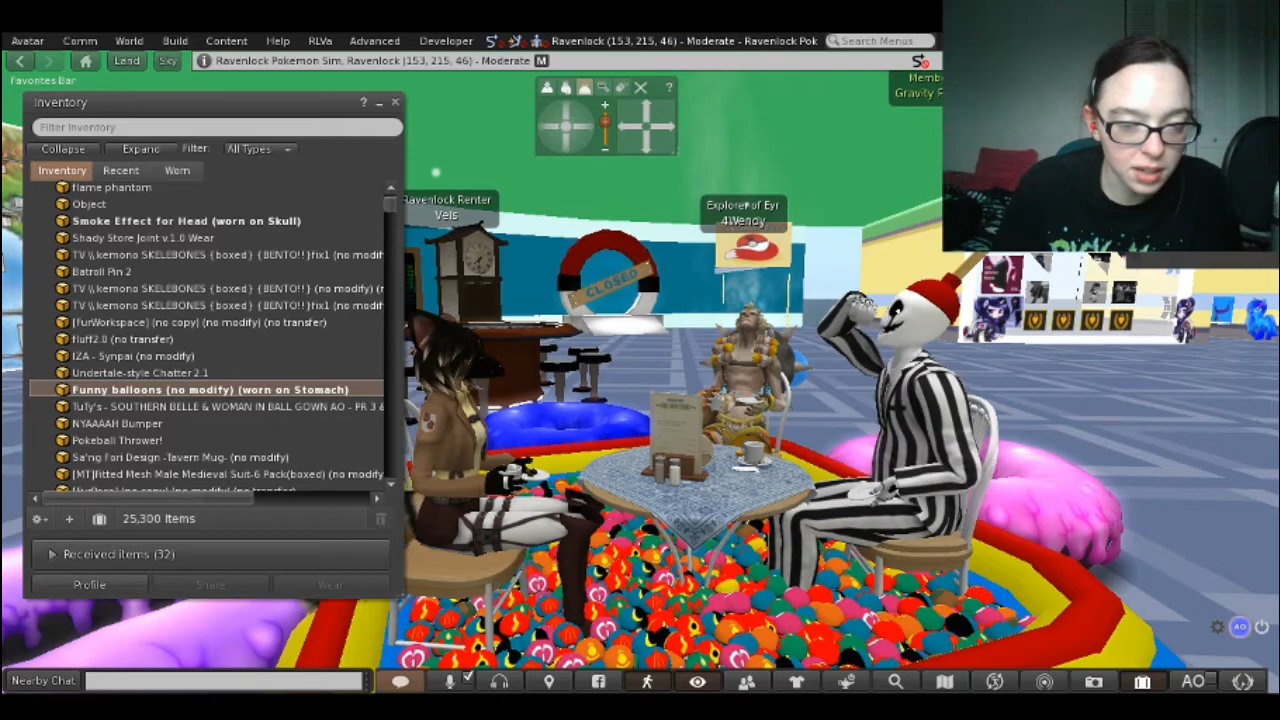 Avatar Comm World Build Content Help RLVa Advanced Developer Ravenlock (153, 215, 46) - Moderate - Ravenlock Pok Search Menus
Land Sky Ravenlock Pokemon Sim, Ravenlock (153, 215, 46) - Moderate M
Favorites Bar
Memb
Gravity F
Inventory ? _ ×
Filter Inventory
Collapse Expand Filter: All Types
Inventory Recent Worn
flame phantom
Object
Smoke Effect for Head (worn on Skull)
Shady Store Joint v.1.0 Wear
TV \\ kemono SKELEBONES {boxed} {BENTO!!}fix1 (no modif
Batroll Pin 2
TV \\ kemono SKELEBONES {boxed} {BENTO!!} (no modify) (
TV \\ kemono SKELEBONES {boxed} {BENTO!!}fix1 (no modif
[furWorkspace] (no copy) (no modify) (no transfer)
fluff2.0 (no transfer)
IZA - Synpai (no modify)
Undertale-style Chatter 2.1
Funny balloons (no modify) (worn on Stomach)
TuTy's - SOUTHERN BELLE & WOMAN IN BALL GOWN AO - PR 3 &
NYAAAAH Bumper
Pokeball Thrower!
Sa'ng Fori Design -Tavern Mug- (no modify)
[MT]Fitted Mesh Male Medieval Suit-6 Pack(boxed) (no modify
25,300 Items
Received items (32)
Profile Share Wear
Ravenlock Renter
Vels
Explorer of Eyr
4Wendy
CLOSED
AO
Nearby Chat
AO